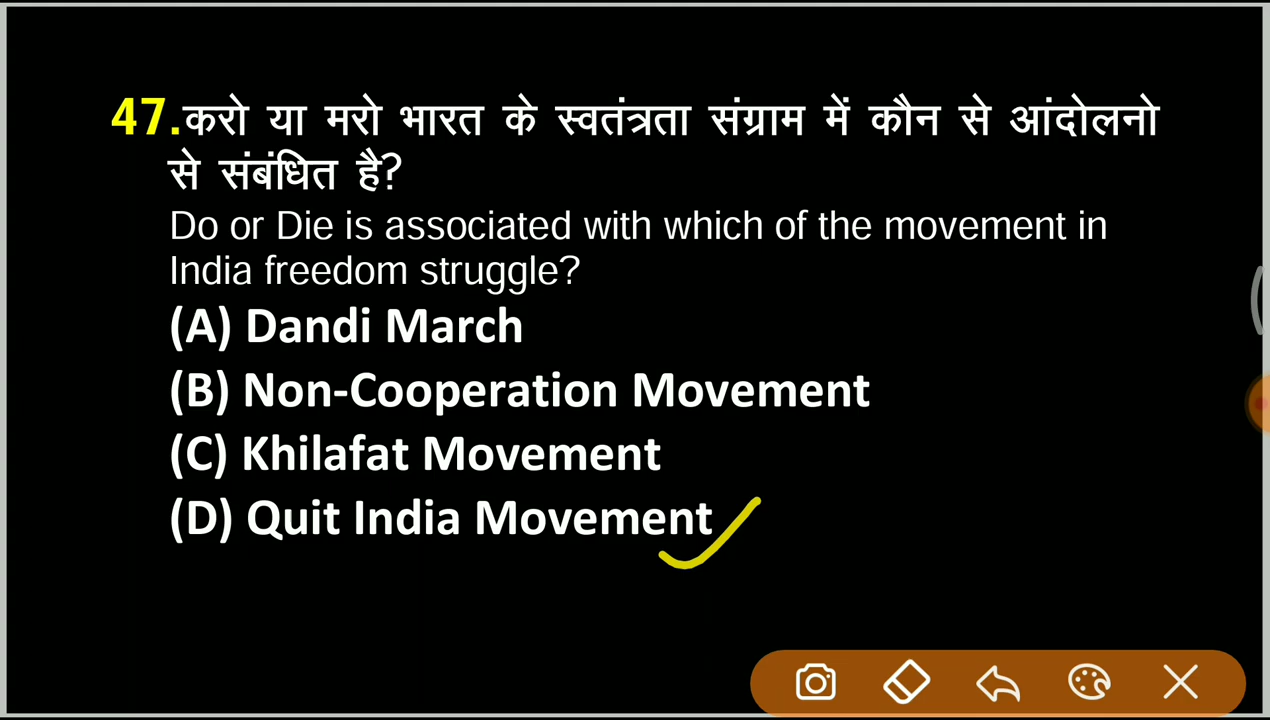 47.करो या मरो भारत के स्वतंत्रता संग्राम में कौन से आंदोलनो
से संबंधित है?
Do or Die is associated with which of the movement in
India freedom struggle?
(A) Dandi March
(B) Non-Cooperation Movement
(C) Khilafat Movement
(D) Quit India Movement